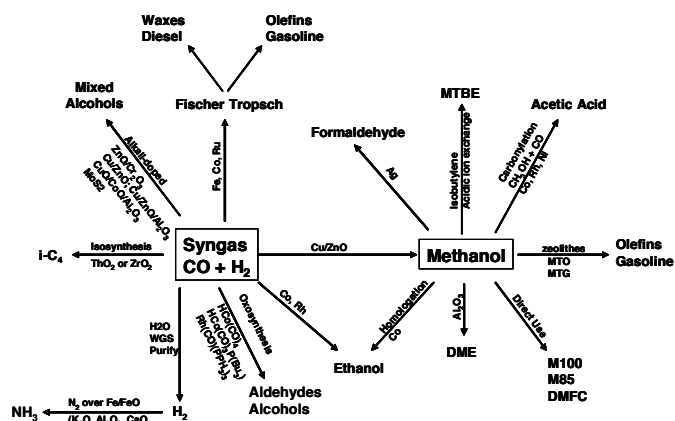 Waxes
Diesel
Olefins
Gasoline
Mixed
Alcohols
Fischer Tropsch
MTBE
Acetic Acid
Formaldehyde
Alkali-doped
ZnO/Cr2O3
Cu/ZnO; Cu/ZnO/Al2O3
CuO/CoO/Al2O3
MoS2
Fe, Co, Ru
Ag
Isobutylene
Acidic ion exchange
Carbonylation
CH3OH + CO
Co, Rh, Ni
i-C4
Isosynthesis
ThO2 or ZrO2
Syngas
CO + H2
Cu/ZnO
Methanol
zeolites
MTO
MTG
Olefins
Gasoline
H2O
WGS
Purify
Oxosynthesis
HCo(CO)4
HCo(CO)3P(Bu3)
Rh(CO)(PPH3)3
Co, Rh
Homologation
Co
Al2O3
Direct Use
Ethanol
DME
M100
M85
DMFC
Aldehydes
Alcohols
NH3
N2 over Fe/FeO
(K2O, Al2O3, CaO
H2